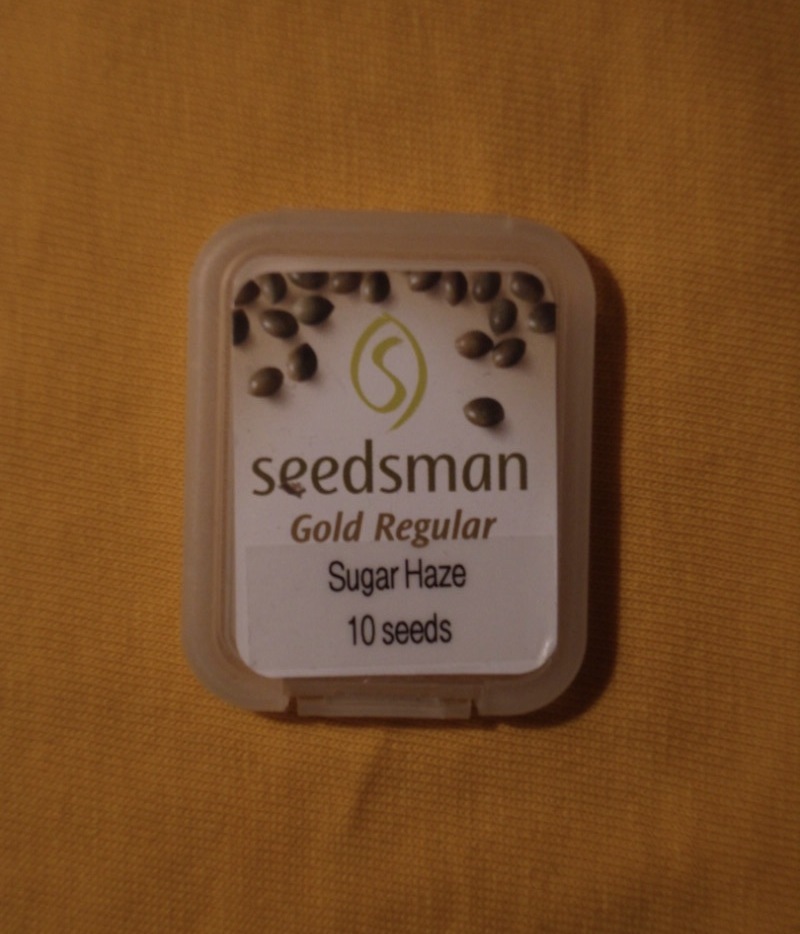 seedsman
Gold Regular
Sugar Haze
10 seeds